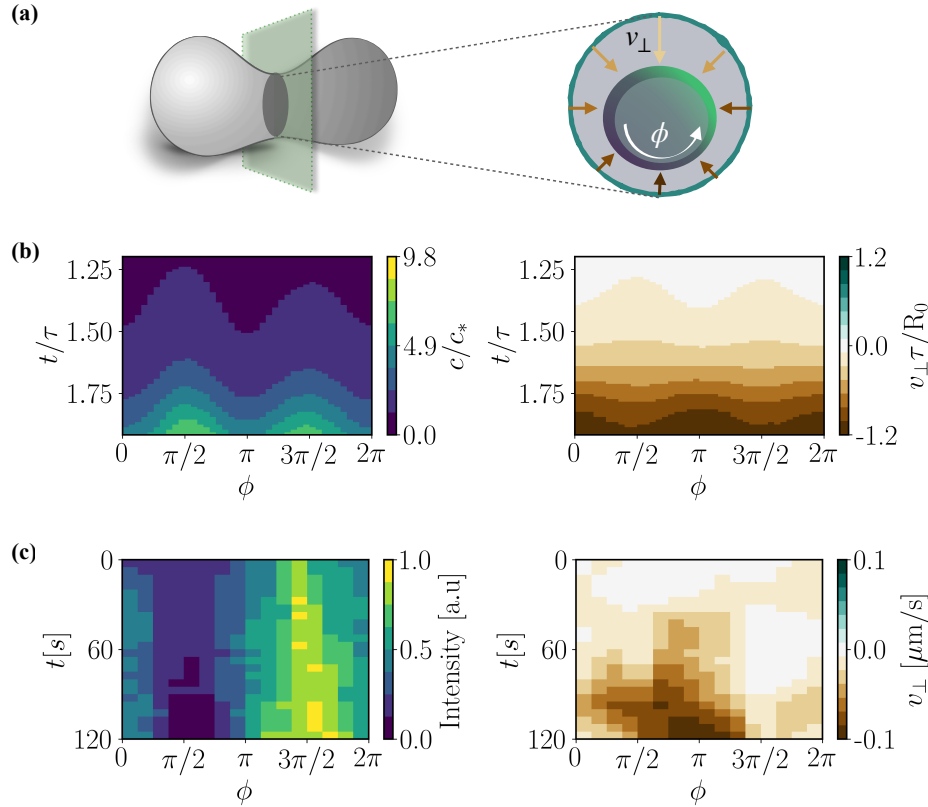 (a)
v⊥
ϕ
(b)
t/τ
1.25
1.50
1.75
0
π/2
π
3π/2
2π
ϕ
9.8
4.9
0.0
c/c*
t/τ
1.25
1.50
1.75
0
π/2
π
3π/2
2π
ϕ
1.2
0.0
-1.2
v⊥τ/R₀
(c)
t[s]
0
60
120
0
π/2
π
3π/2
2π
ϕ
1.0
0.5
0.0
Intensity [a.u]
t[s]
0
60
120
0
π/2
π
3π/2
2π
ϕ
0.1
0.0
-0.1
v⊥ [μm/s]